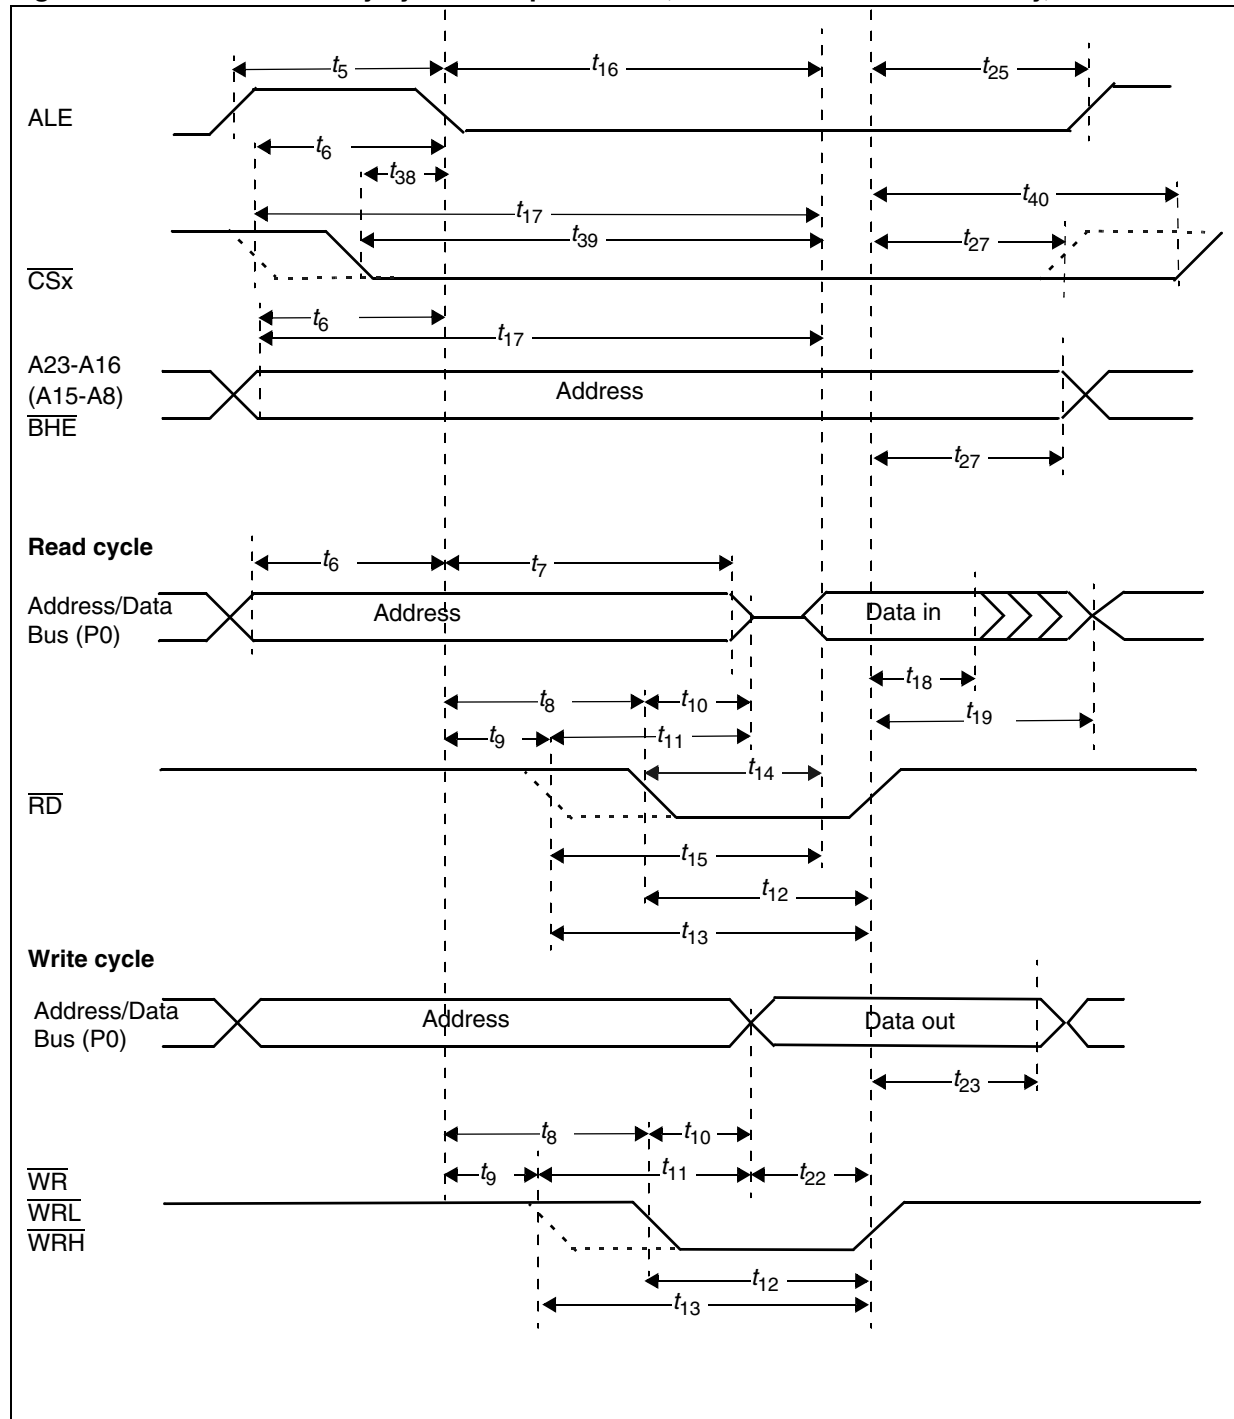 t5
t16
t25
ALE
t6
t38
t40
t17
t39
t27
CSx
t6
t17
A23-A16
(A15-A8)
BHE
Address
t27
Read cycle
t6
t7
Address/Data
Bus (P0)
Address
Data in
t18
t8
t10
t19
t9
t11
t14
RD
t15
t12
t13
Write cycle
Address/Data
Bus (P0)
Address
Data out
t23
t8
t10
t9
t11
t22
WR
WRL
WRH
t12
t13